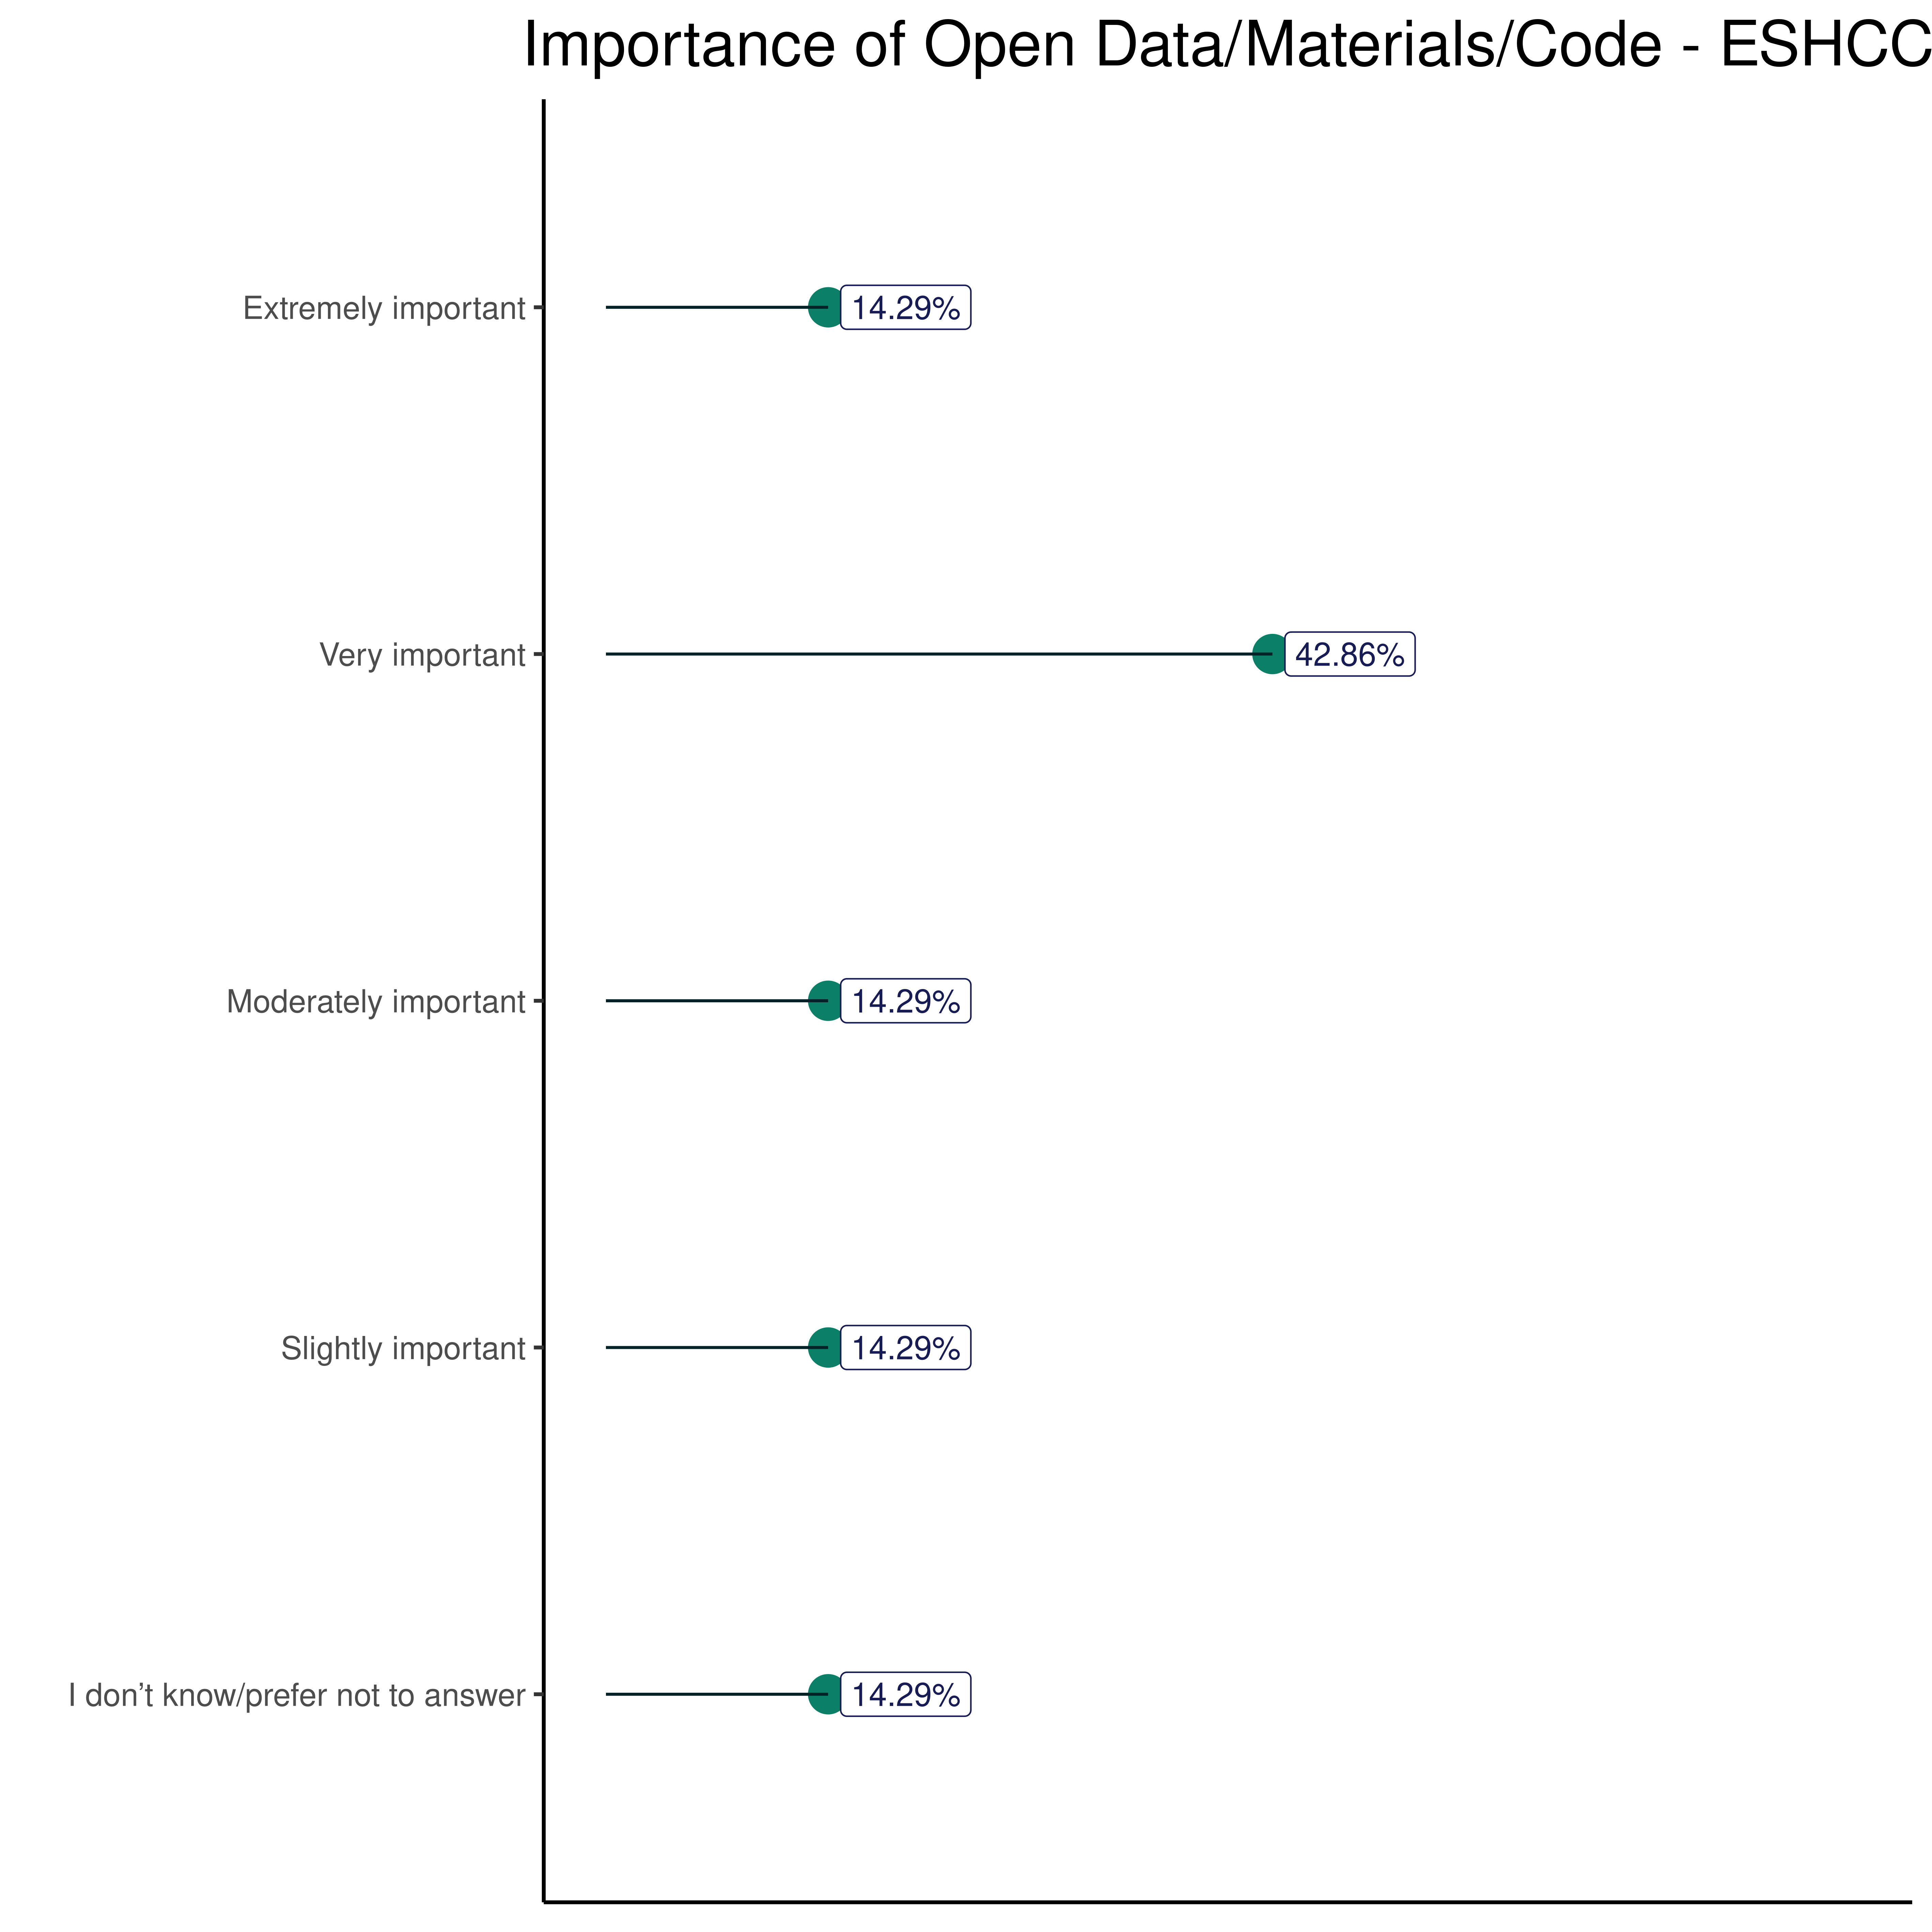 Importance of Open Data/Materials/Code - ESHCC
Extremely important
14.29%
Very important
42.86%
Moderately important
14.29%
Slightly important
14.29%
I don't know/prefer not to answer
14.29%